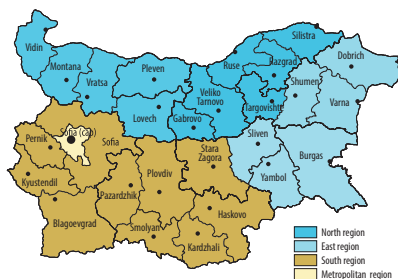 Silistra
Vidin
Ruse
Razgrad
Dobrich
Montana
Pleven
Shumen
Vratsa
Veliko
Tarnovo
Varna
Targovishte
Lovech
Gabrovo
Sofia (cap)
Sofia
Sliven
Pernik
Stara
Zagora
Burgas
Kyustendil
Plovdiv
Yambol
Pazardzhik
Haskovo
Blagoevgrad
Smolyan
Kardzhali
North region
East region
South region
Metropolitan region